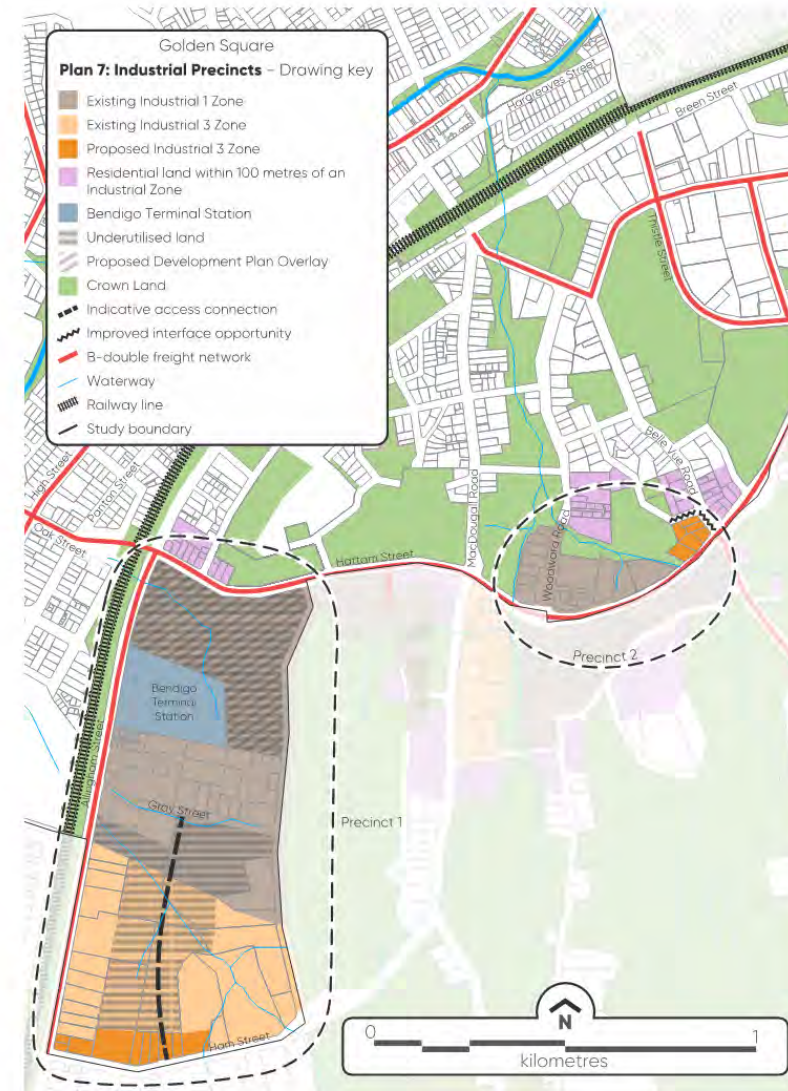 Golden Square
Plan 7: Industrial Precincts – Drawing key
Existing Industrial 1 Zone
Existing Industrial 3 Zone
Proposed Industrial 3 Zone
Residential land within 100 metres of an
Industrial Zone
Bendigo Terminal Station
Underutilised land
Proposed Development Plan Overlay
Crown Land
Indicative access connection
Improved interface opportunity
B-double freight network
Waterway
Railway line
Study boundary
Hargreaves Street
Breen Street
Thistle Street
Belle Vue Road
MacDougal Road
Woodward Road
High Street
Panton Street
Oak Street
Hattam Street
Precinct 2
Bendigo
Terminal
Station
Allingham Street
Gray Street
Precinct 1
Ham Street
N
0 1
kilometres